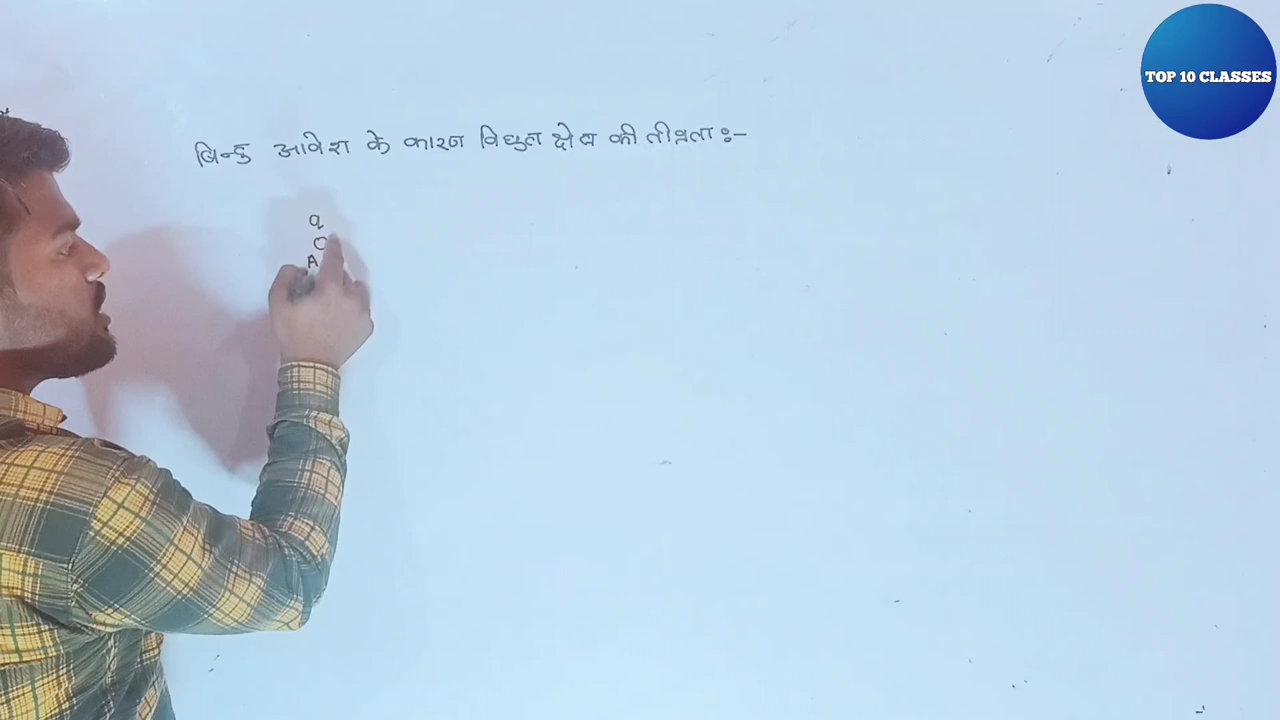 TOP 10 CLASSES
बिन्दु आवेश के कारण विद्युत क्षेत्र की तीव्रता :-
q
A